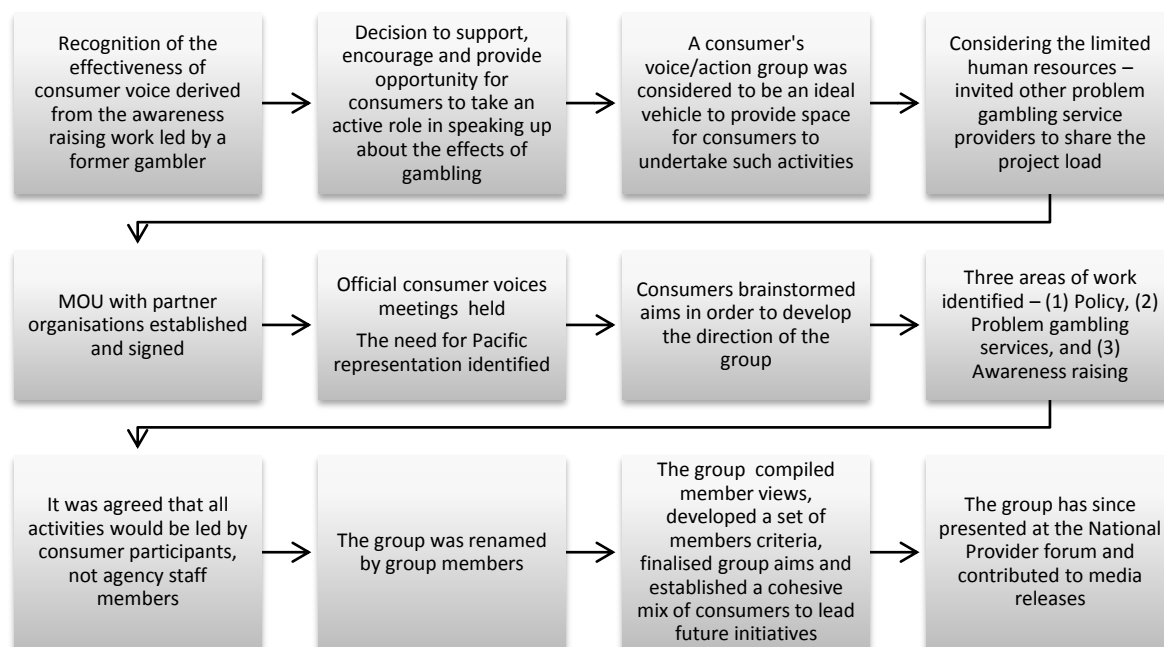 Recognition of the
effectiveness of
consumer voice derived
from the awareness
raising work led by a
former gambler
Decision to support,
encourage and provide
opportunity for
consumers to take an
active role in speaking up
about the effects of
gambling
A consumer's
voice/action group was
considered to be an ideal
vehicle to provide space
for consumers to
undertake such activities
Considering the limited
human resources –
invited other problem
gambling service
providers to share the
project load
MOU with partner
organisations established
and signed
Official consumer voices
meetings held
The need for Pacific
representation identified
Consumers brainstormed
aims in order to develop
the direction of the
group
Three areas of work
identified – (1) Policy, (2)
Problem gambling
services, and (3)
Awareness raising
It was agreed that all
activities would be led by
consumer participants,
not agency staff
members
The group was renamed
by group members
The group compiled
member views,
developed a set of
members criteria,
finalised group aims and
established a cohesive
mix of consumers to lead
future initiatives
The group has since
presented at the National
Provider forum and
contributed to media
releases